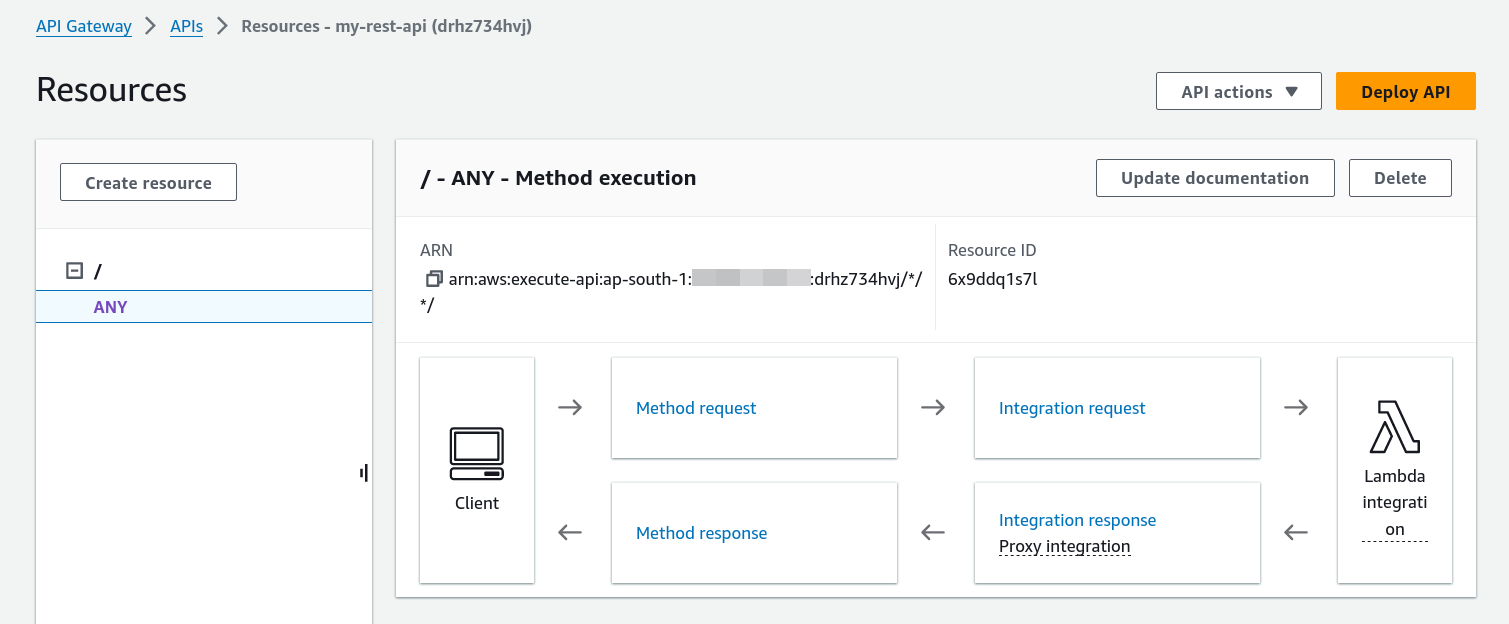 API Gateway > APIs > Resources - my-rest-api (drhz734hvj)
Resources
API actions ▼
Deploy API
Create resource
/
ANY
/ - ANY - Method execution
Update documentation
Delete
ARN
arn:aws:execute-api:ap-south-1: :drhz734hvj/*/
*/
Resource ID
6x9ddq1s7l
Client
Method request
Integration request
Method response
Integration response
Proxy integration
Lambda
integrati
on